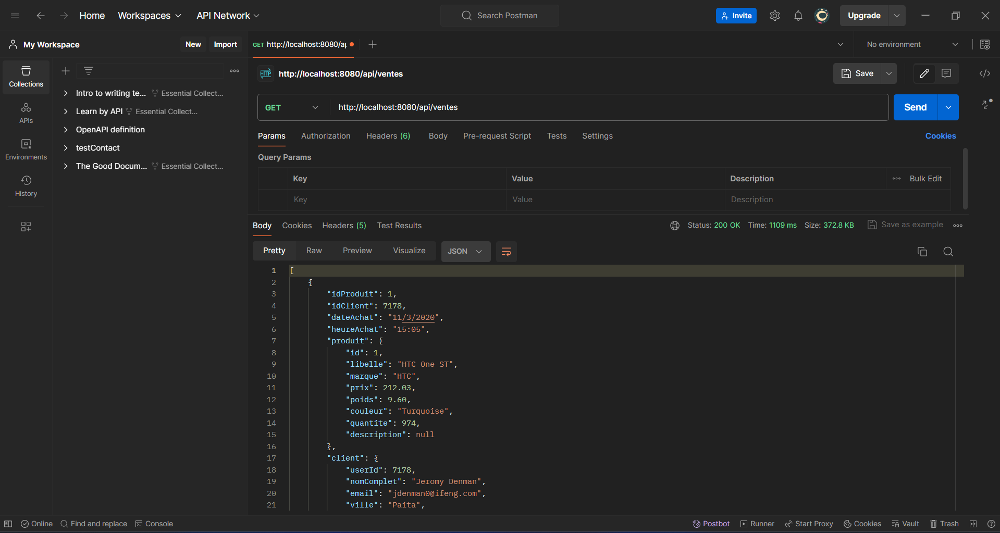 Home Workspaces API Network Search Postman Invite Upgrade
My Workspace New Import GET http://localhost:8080/ap No environment
Collections
APIs
Environments
History
Intro to writing te... Essential Collect...
Learn by API Essential Collect...
OpenAPI definition
testContact
The Good Docum... Essential Collect...
HTTP http://localhost:8080/api/ventes Save
GET http://localhost:8080/api/ventes Send
Params Authorization Headers (6) Body Pre-request Script Tests Settings Cookies
Query Params
Key Value Description Bulk Edit
Key Value Description
Body Cookies Headers (5) Test Results Status: 200 OK Time: 1109 ms Size: 372.8 KB Save as example
Pretty Raw Preview Visualize JSON
1 [
2 {
3 "idProduit": 1,
4 "idClient": 7178,
5 "dateAchat": "11/3/2020",
6 "heureAchat": "15:05",
7 "produit": {
8 "id": 1,
9 "libelle": "HTC One ST",
10 "marque": "HTC",
11 "prix": 212.03,
12 "poids": 9.60,
13 "couleur": "Turquoise",
14 "quantite": 974,
15 "description": null
16 },
17 "client": {
18 "userId": 7178,
19 "nomComplet": "Jeromy Denman",
20 "email": "jdenman0@ifeng.com",
21 "ville": "Paita",
Online Find and replace Console Postbot Runner Start Proxy Cookies Vault Trash